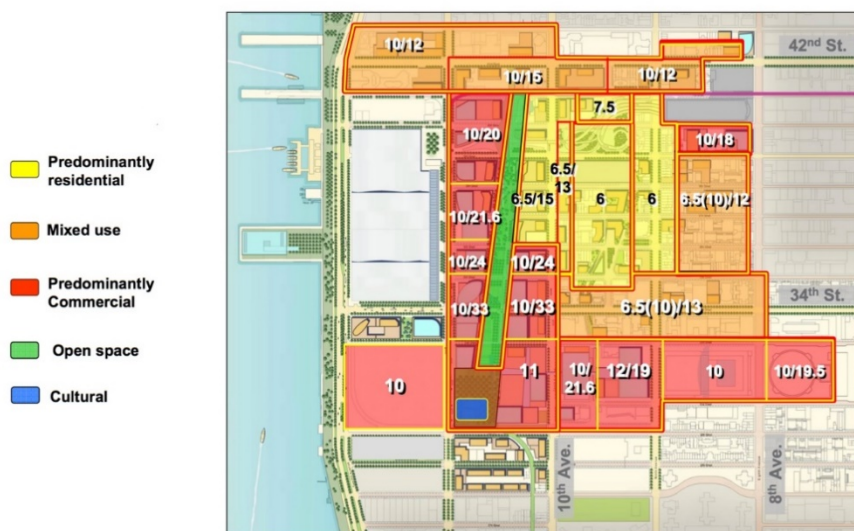 Predominantly
residential
Mixed use
Predominantly
Commercial
Open space
Cultural
10/12
42nd St.
10/15
10/12
7.5
10/20
10/18
6.5/
13
6.5/15
6
6
6.5(10)/12
10/21.6
10/24
10/24
34th St.
10/33
10/33
6.5(10)/13
10
11
10/
21.6
12/19
10
10/19.5
10th Ave.
8th Ave.